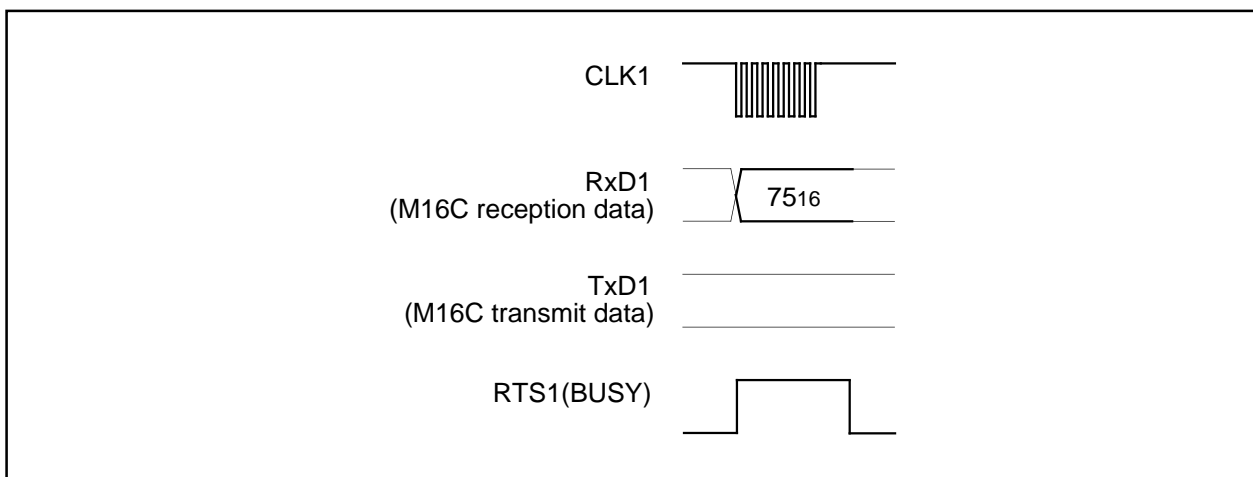 CLK1
RxD1
(M16C reception data)
7516
TxD1
(M16C transmit data)
RTS1(BUSY)